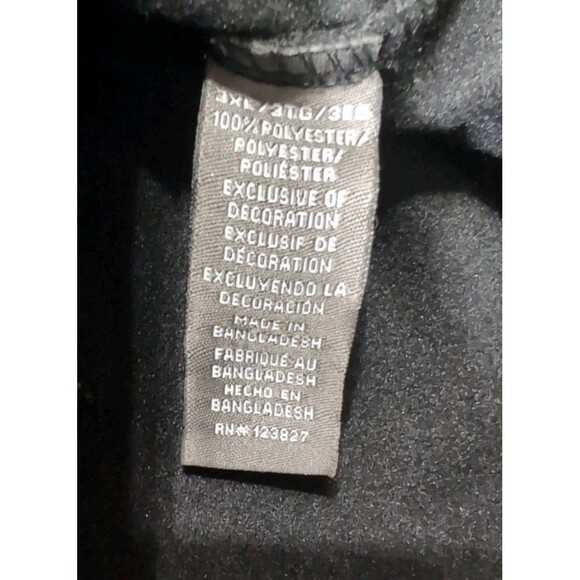 3XL/3TG/3EG
100% POLYESTER/
POLYESTER/
POLIÉSTER
EXCLUSIVE OF
DECORATION
EXCLUSIF DE
DÉCORATION
EXCLUYENDO LA
DECORACIÓN
MADE IN
BANGLADESH
FABRIQUÉ AU
BANGLADESH
HECHO EN
BANGLADESH
RN# 123827